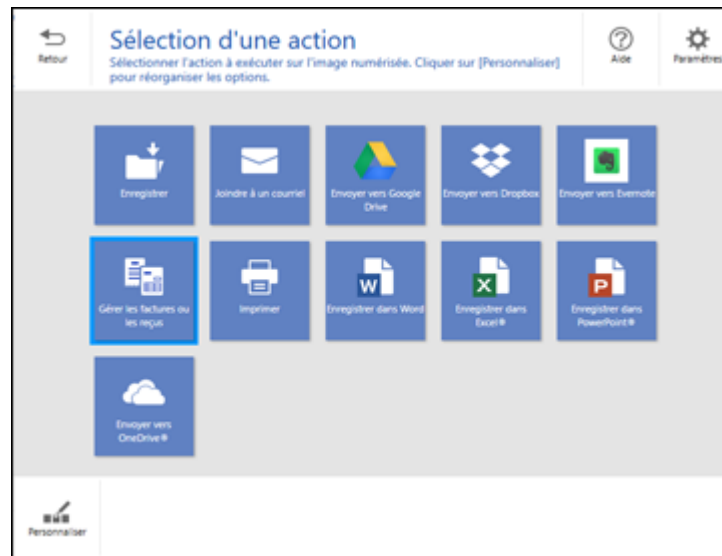 Retour
Sélection d'une action
Sélectionner l'action à exécuter sur l'image numérisée. Cliquer sur [Personnaliser]
pour réorganiser les options.
Aide
Paramètres
Enregistrer
Joindre à un courriel
Envoyer vers Google
Drive
Envoyer vers Dropbox
Envoyer vers Evernote
Gérer les factures ou
les reçus
Imprimer
W
Enregistrer dans Word
X
Enregistrer dans
Excel®
P
Enregistrer dans
PowerPoint®
Envoyer vers
OneDrive®
Personnaliser